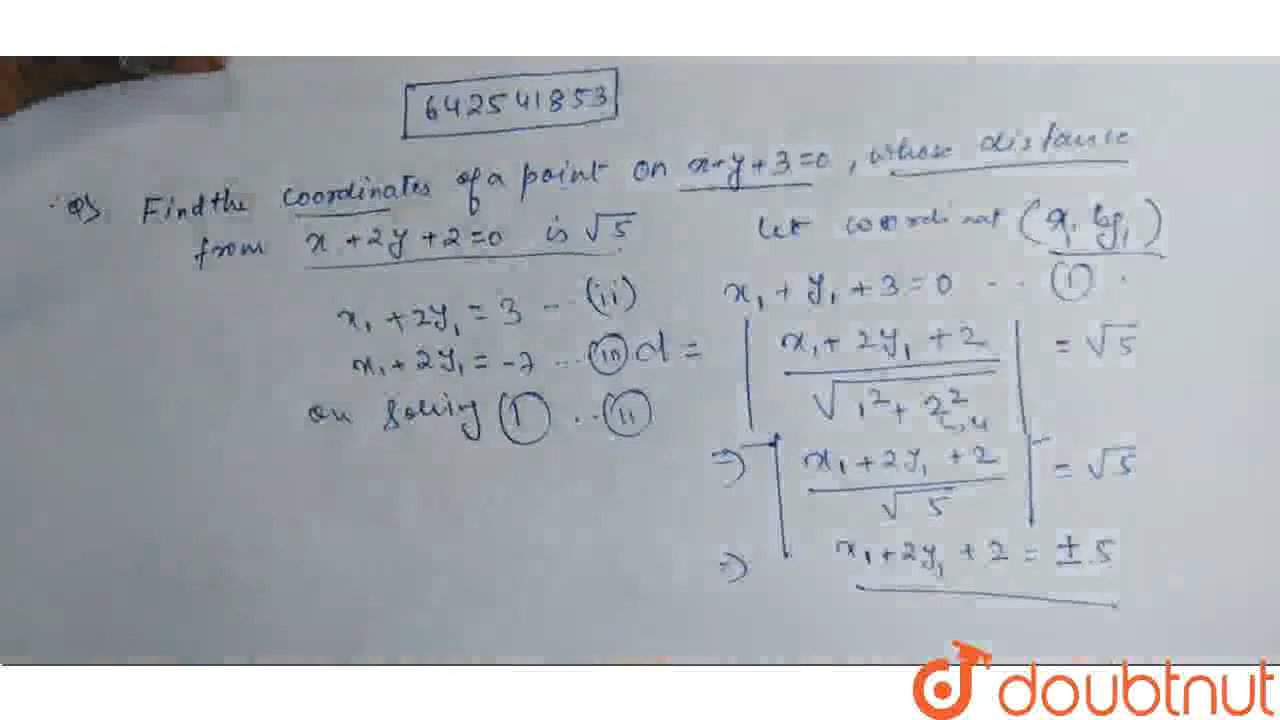 642541853
Q) Find the coordinates of a point on x+y+3=0, whose distance
from x+2y+2=0 is √5
let coordinat (x₁ y₁)
x₁+y₁+3=0 ... (I)
x₁+2y₁=3 ... (ii)
x₁+2y₁=-7 ... (iii)
d = |x₁+2y₁+2 / √1²+2²| = √5
on solving (I) ... (II)
⇒ |x₁+2y₁+2 / √5| = √5
⇒ x₁+2y₁+2 = ±5
doubtnut